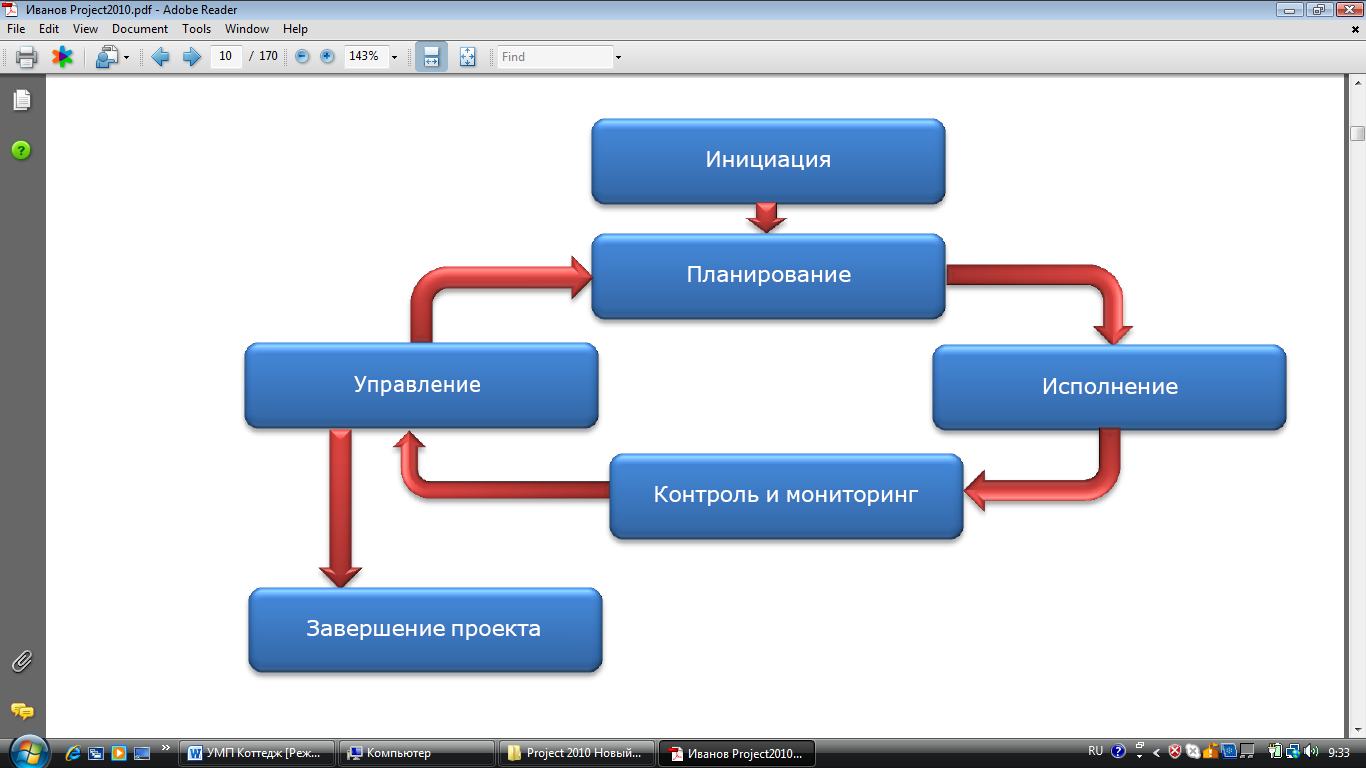 Иванов Project2010.pdf - Adobe Reader
File Edit View Document Tools Window Help
10 / 170 143% Find
Инициация
Планирование
Управление
Исполнение
Контроль и мониторинг
Завершение проекта
УМП Коттедж [Реж... Компьютер Project 2010 Новый... Иванов Project2010... RU 9:33